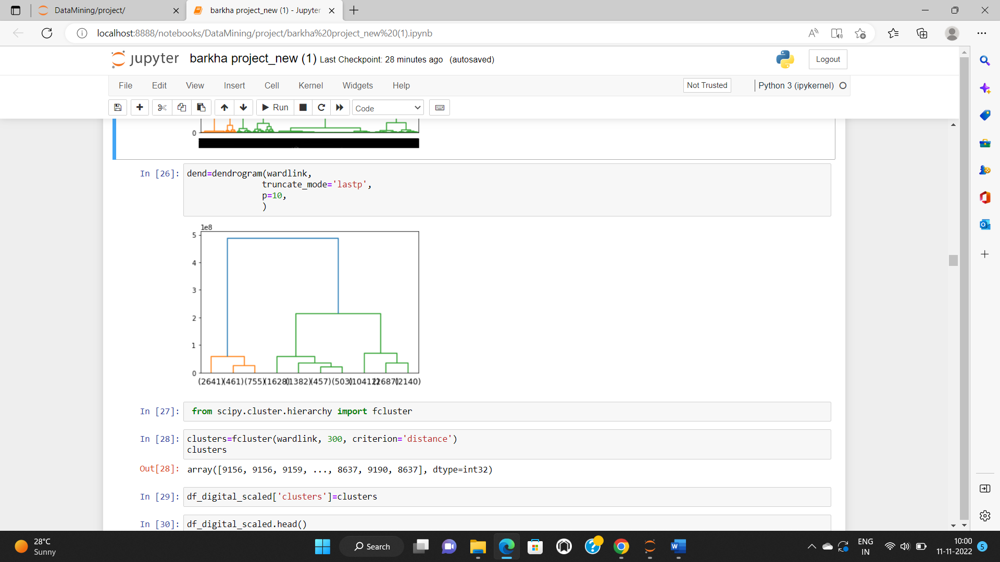 DataMining/project/
barkha project_new (1) - Jupyter
localhost:8888/notebooks/DataMining/project/barkha%20project_new%20(1).ipynb
jupyter barkha project_new (1) Last Checkpoint: 28 minutes ago (autosaved)
Logout
File Edit View Insert Cell Kernel Widgets Help
Not Trusted
Python 3 (ipykernel)
Run
Code
0
In [26]: dend=dendrogram(wardlink,
truncate_mode='lastp',
p=10,
)
1e8
5
4
3
2
1
0
(2641)(461)(755)(1628)(1382)(457)(503)(10412)(2687)(2140)
In [27]: from scipy.cluster.hierarchy import fcluster
In [28]: clusters=fcluster(wardlink, 300, criterion='distance')
clusters
Out[28]: array([9156, 9156, 9159, ..., 8637, 9190, 8637], dtype=int32)
In [29]: df_digital_scaled['clusters']=clusters
In [30]: df_digital_scaled.head()
28°C
Sunny
Search
ENG
IN
10:00
11-11-2022
5